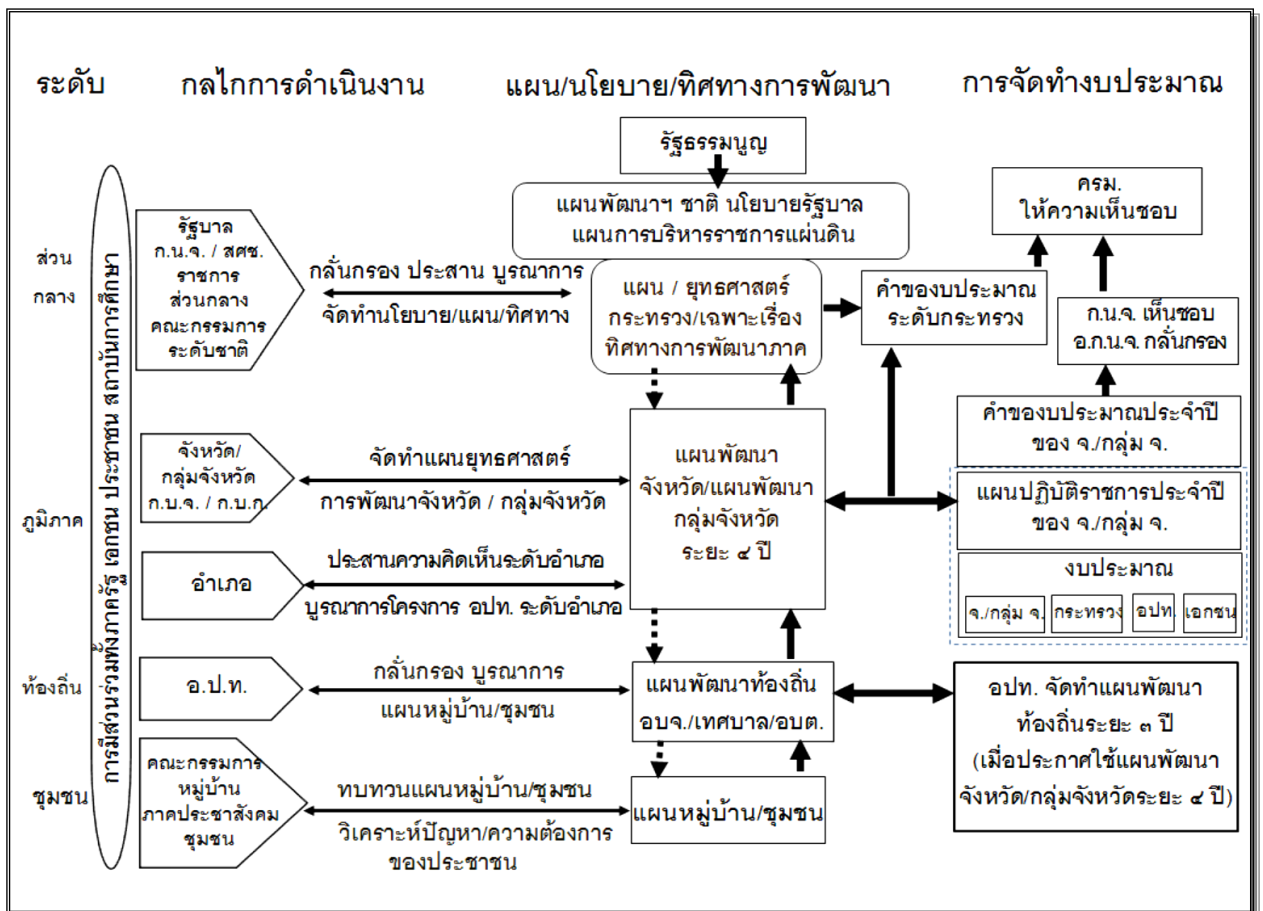 ระดับ
กลไกการดำเนินงาน
แผน/นโยบาย/ทิศทางการพัฒนา
การจัดทำงบประมาณ
รัฐธรรมนูญ
แผนพัฒนาฯ ชาติ นโยบายรัฐบาล
แผนการบริหารราชการแผ่นดิน
ครม.
ให้ความเห็นชอบ
ส่วน
กลาง
การมีส่วนร่วมทั้งภาครัฐ เอกชน ประชาชน สถาบันการศึกษา
รัฐบาล
ก.น.จ. / สศช.
ราชการ
ส่วนกลาง
คณะกรรมการ
ระดับชาติ
กลั่นกรอง ประสาน บูรณาการ
จัดทำนโยบาย/แผน/ทิศทาง
แผน / ยุทธศาสตร์
กระทรวง/เฉพาะเรื่อง
ทิศทางการพัฒนาภาค
คำของบประมาณ
ระดับกระทรวง
ก.น.จ. เห็นชอบ
อ.ก.น.จ. กลั่นกรอง
คำของบประมาณประจำปี
ของ จ./กลุ่ม จ.
ภูมิภาค
จังหวัด/
กลุ่มจังหวัด
ก.บ.จ. / ก.บ.ก.
จัดทำแผนยุทธศาสตร์
การพัฒนาจังหวัด / กลุ่มจังหวัด
แผนพัฒนา
จังหวัด/แผนพัฒนา
กลุ่มจังหวัด
ระยะ ๔ ปี
แผนปฏิบัติราชการประจำปี
ของ จ./กลุ่ม จ.
อำเภอ
ประสานความคิดเห็นระดับอำเภอ
บูรณาการโครงการ อปท. ระดับอำเภอ
งบประมาณ
จ./กลุ่ม จ.
กระทรวง
อปท.
เอกชน
ท้องถิ่น
อ.ป.ท.
กลั่นกรอง บูรณาการ
แผนหมู่บ้าน/ชุมชน
แผนพัฒนาท้องถิ่น
อบจ./เทศบาล/อบต.
อปท. จัดทำแผนพัฒนา
ท้องถิ่นระยะ ๓ ปี
(เมื่อประกาศใช้แผนพัฒนา
จังหวัด/กลุ่มจังหวัดระยะ ๔ ปี)
ชุมชน
คณะกรรมการ
หมู่บ้าน
ภาคประชาสังคม
ชุมชน
ทบทวนแผนหมู่บ้าน/ชุมชน
วิเคราะห์ปัญหา/ความต้องการ
ของประชาชน
แผนหมู่บ้าน/ชุมชน